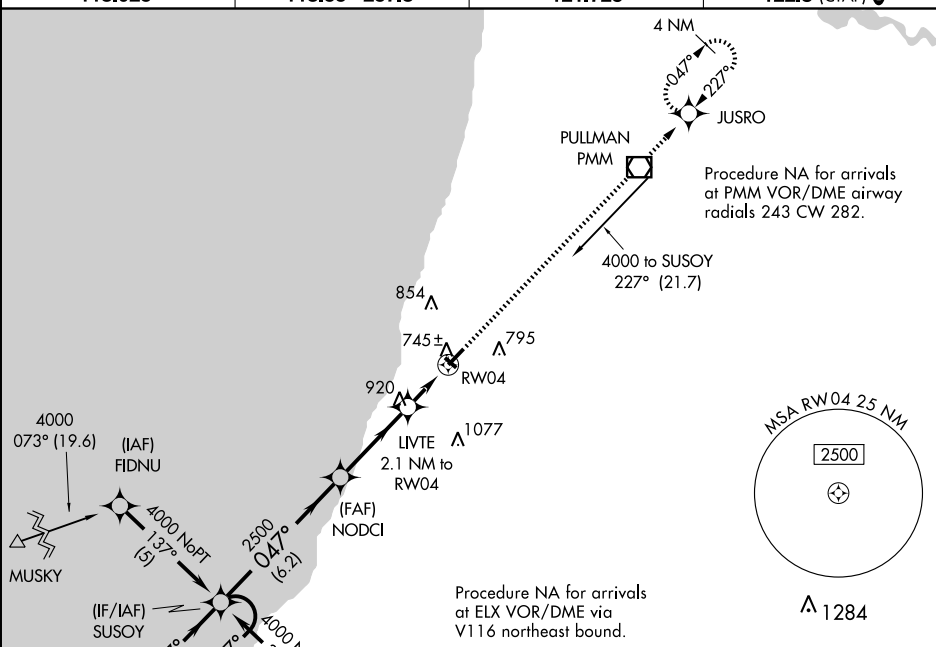 4 NM
047°
227°
JUSRO
PULLMAN
PMM
Procedure NA for arrivals
at PMM VOR/DME airway
radials 243 CW 282.
4000 to SUSOY
227° (21.7)
854
745±
795
RW04
920
1077
LIVTE
2.1 NM to
RW04
MSA RW04 25 NM
2500
4000
073° (19.6)
(IAF)
FIDNU
(FAF)
NODCI
4000 NoPT
137°
(5)
2500
047°
(6.2)
MUSKY
(IF/IAF)
SUSOY
Procedure NA for arrivals
at ELX VOR/DME via
V116 northeast bound.
1284
4000